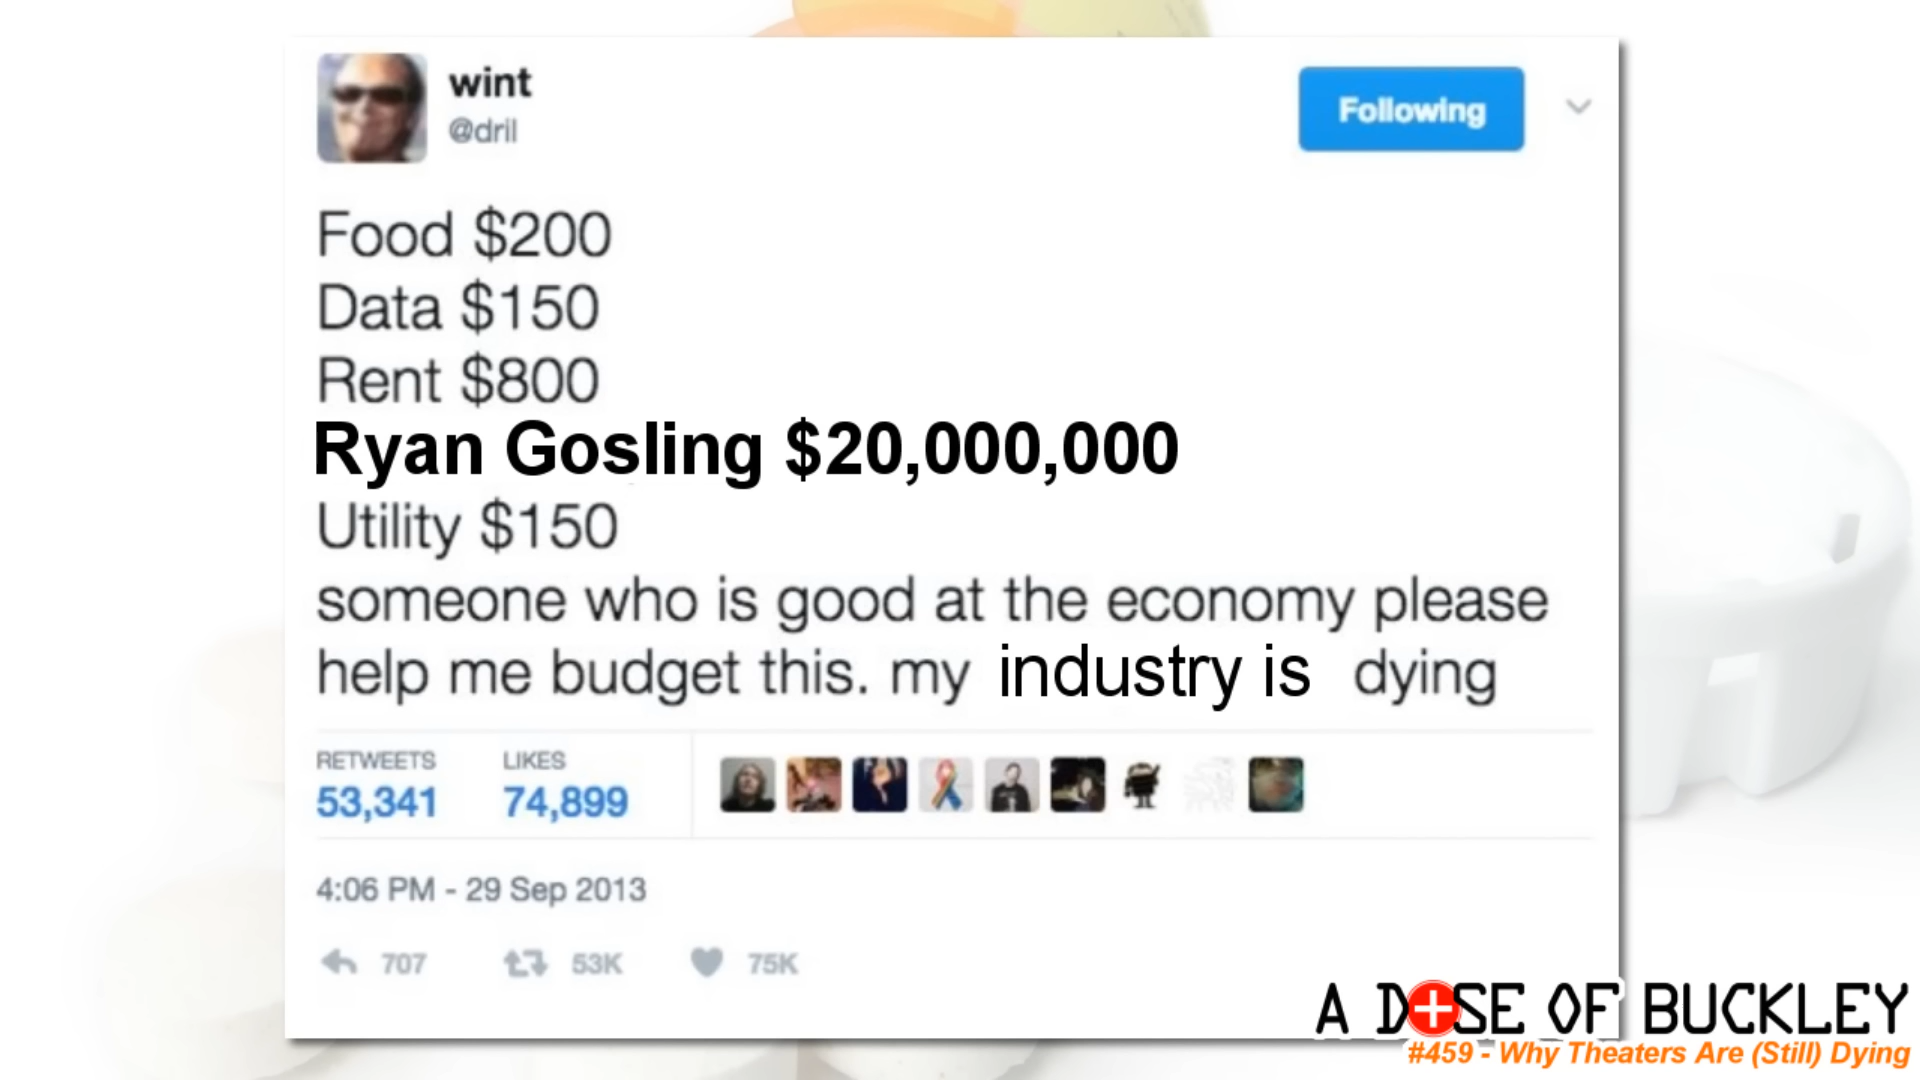 wint
@dril
Following
Food $200
Data $150
Rent $800
Ryan Gosling $20,000,000
Utility $150
someone who is good at the economy please
help me budget this. my industry is dying
RETWEETS LIKES
53,341 74,899
4:06 PM - 29 Sep 2013
707 53K 75K
A DOSE OF BUCKLEY
#459 - Why Theaters Are (Still) Dying